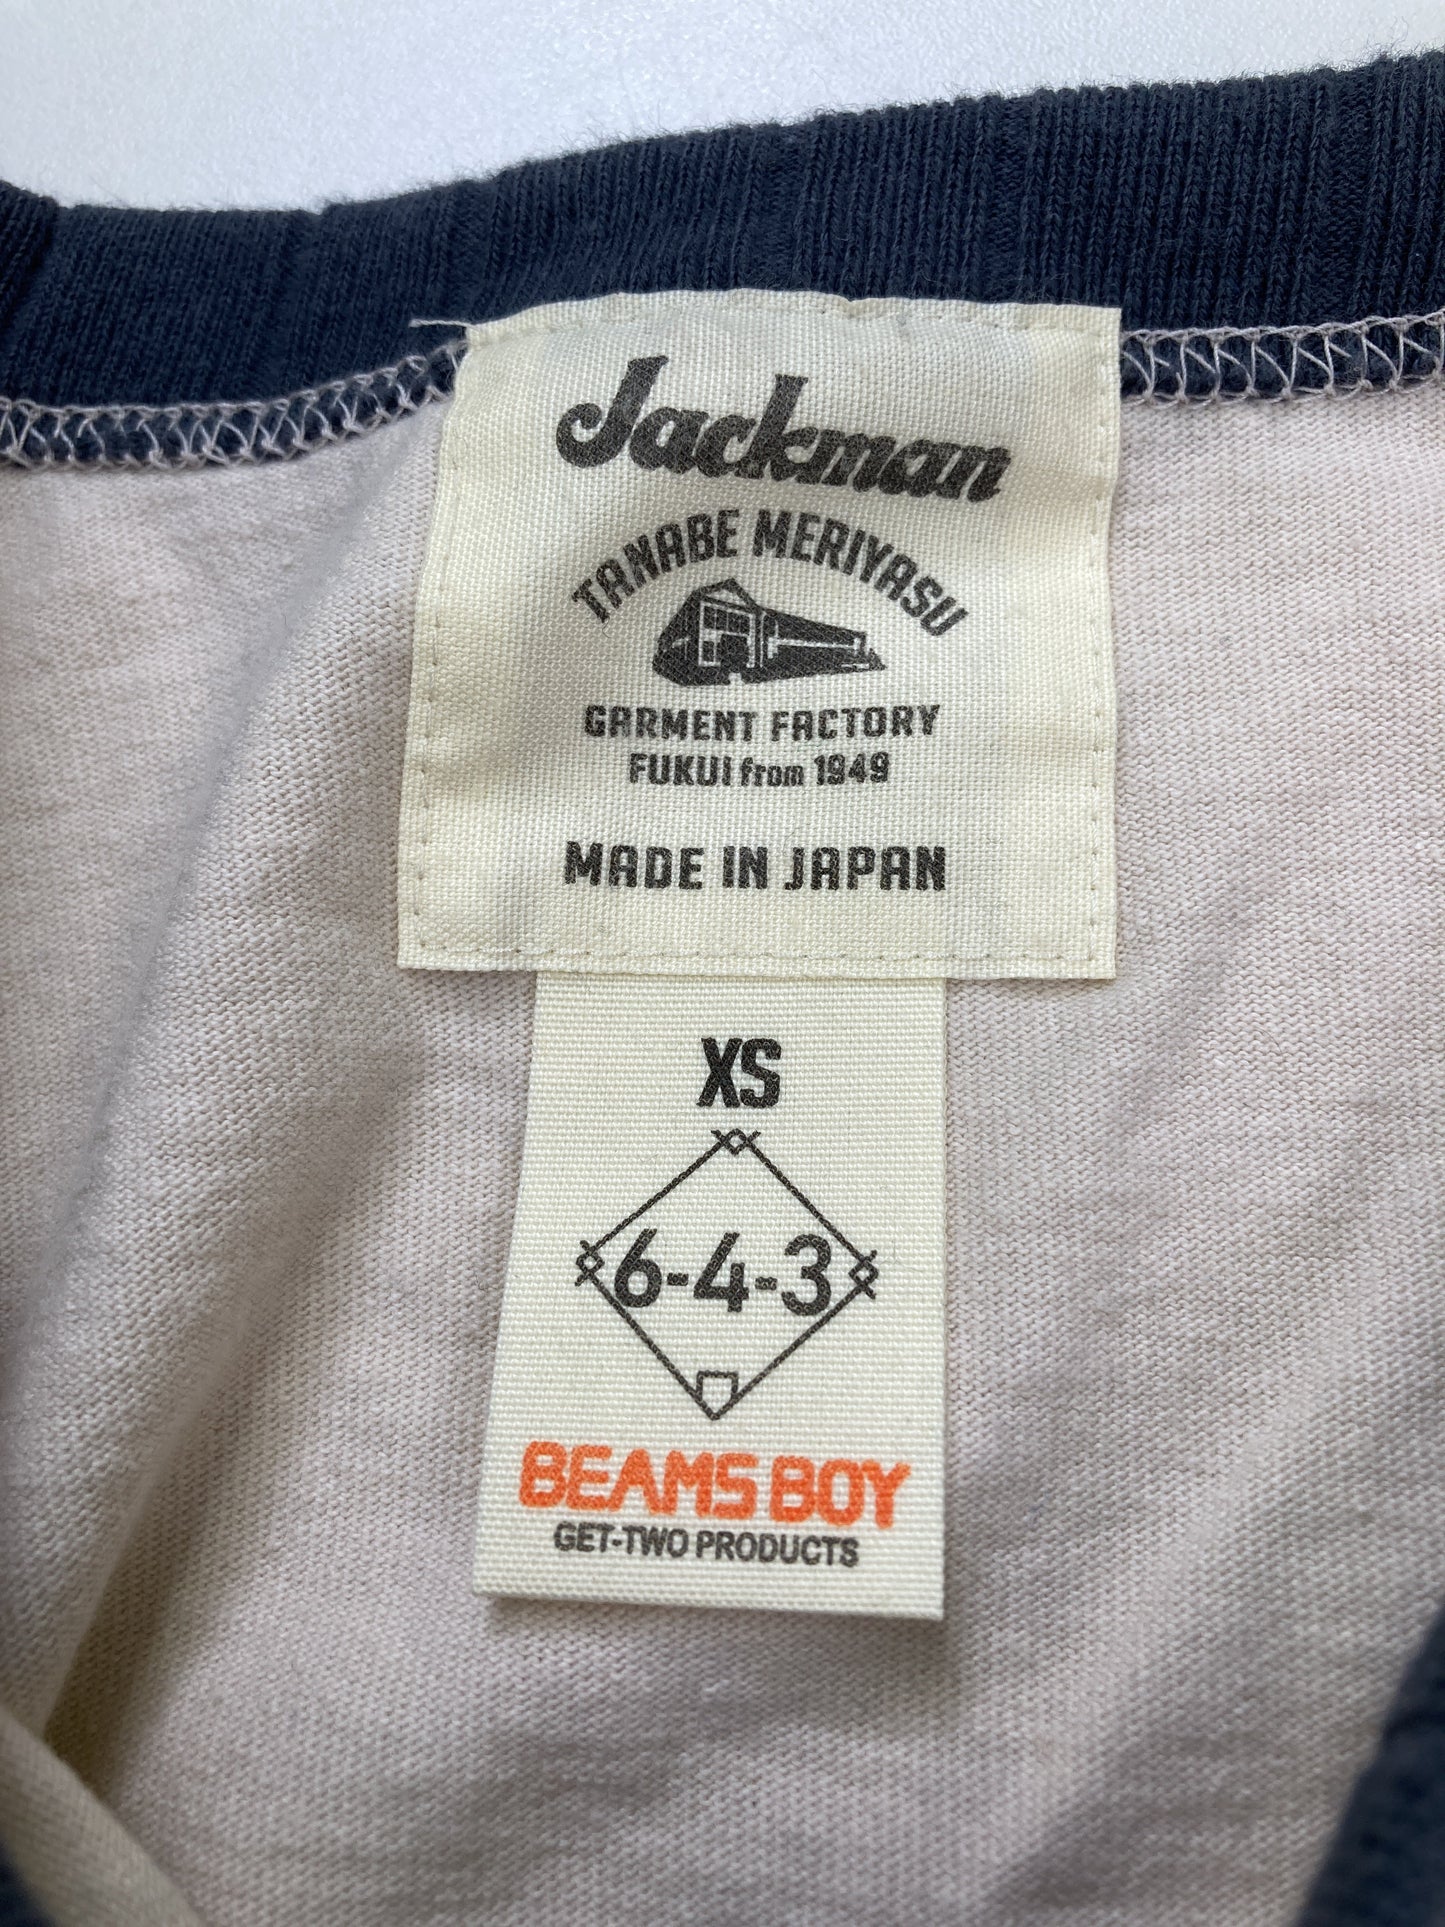 Jackman
TANABE MERIYASU
GARMENT FACTORY
FUKUI from 1949
MADE IN JAPAN
XS
6-4-3
BEAMS BOY
GET-TWO PRODUCTS